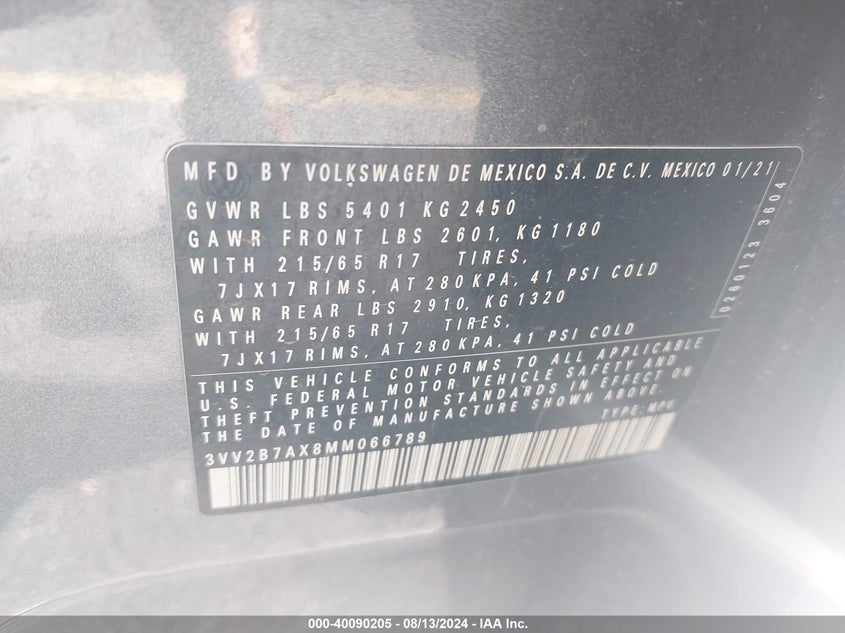 MFD BY VOLKSWAGEN DE MEXICO S.A. DE C.V. MEXICO 01/21
GVWR LBS 5401 KG 2450
GAWR FRONT LBS 2601, KG 1180
WITH 215/65 R17 TIRES,
7JX17 RIMS, AT 280 KPA, 41 PSI COLD
GAWR REAR LBS 2910, KG 1320
WITH 215/65 R17 TIRES,
7JX17 RIMS, AT 280 KPA, 41 PSI COLD
0260123 3604
THIS VEHICLE CONFORMS TO ALL APPLICABLE
U.S. FEDERAL MOTOR VEHICLE SAFETY AND
THEFT PREVENTION STANDARDS IN EFFECT ON
THE DATE OF MANUFACTURE SHOWN ABOVE.
3VV2B7AX8MM066789 TYPE: MPV
000-40090205 - 08/13/2024 - IAA Inc.